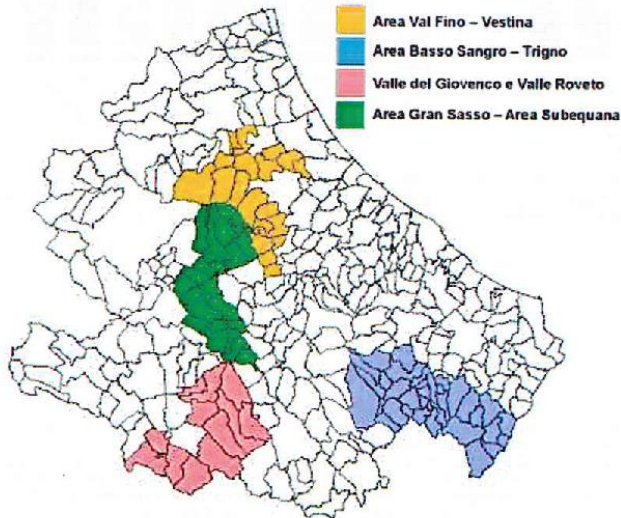 Area Val Fino – Vestina
Area Basso Sangro – Trigno
Valle del Giovenco e Valle Roveto
Area Gran Sasso – Area Subequana